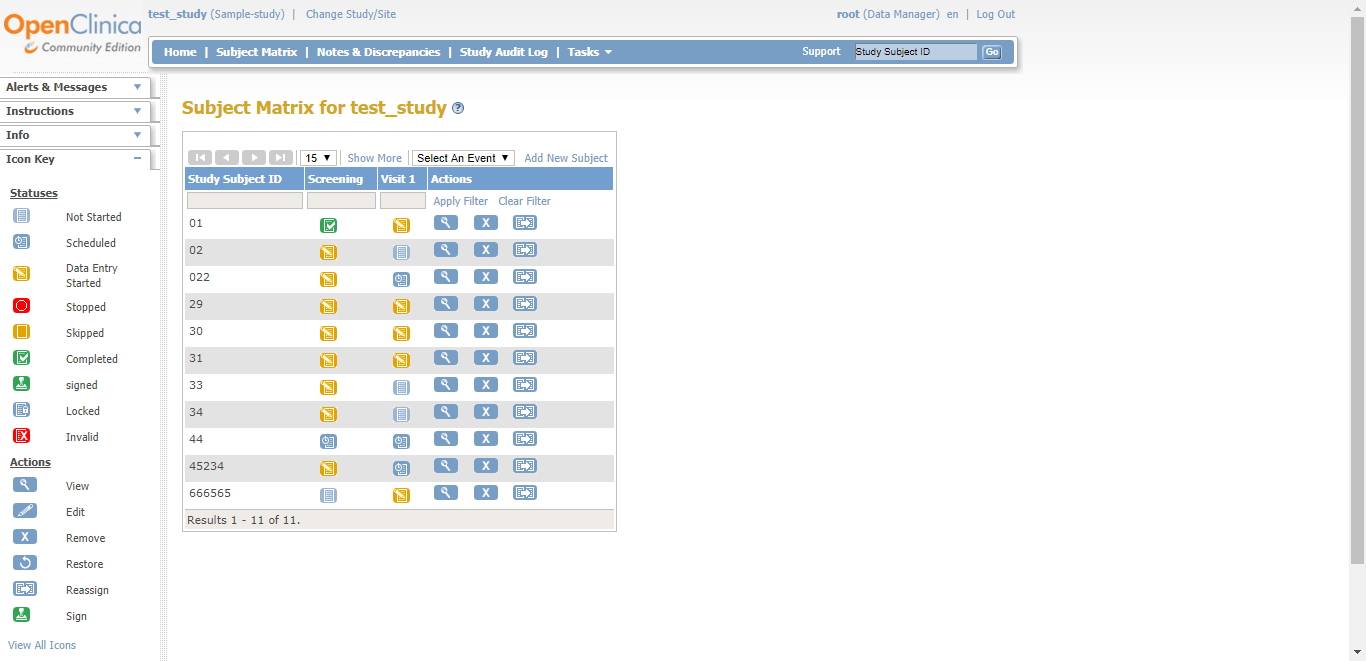 OpenClinica
Community Edition
test_study (Sample-study) | Change Study/Site
root (Data Manager) en | Log Out
Home | Subject Matrix | Notes & Discrepancies | Study Audit Log | Tasks
Support Study Subject ID Go
Alerts & Messages
Instructions
Info
Icon Key
Statuses
Not Started
Scheduled
Data Entry
Started
Stopped
Skipped
Completed
signed
Locked
Invalid
Actions
View
Edit
Remove
Restore
Reassign
Sign
View All Icons
Subject Matrix for test_study ?
15 Show More Select An Event Add New Subject
Study Subject ID Screening Visit 1 Actions
Apply Filter Clear Filter
01
02
022
29
30
31
33
34
44
45234
666565
Results 1 - 11 of 11.